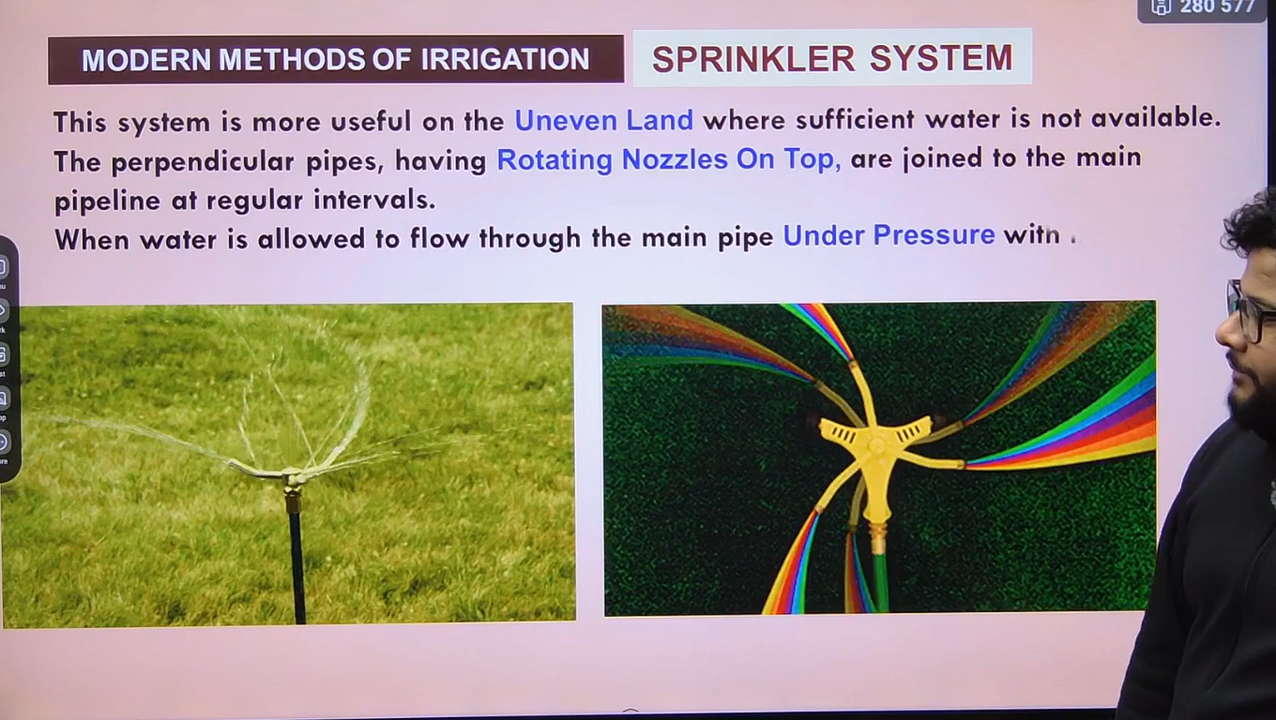 280 577
MODERN METHODS OF IRRIGATION
SPRINKLER SYSTEM
This system is more useful on the Uneven Land where sufficient water is not available.
The perpendicular pipes, having Rotating Nozzles On Top, are joined to the main
pipeline at regular intervals.
When water is allowed to flow through the main pipe Under Pressure with